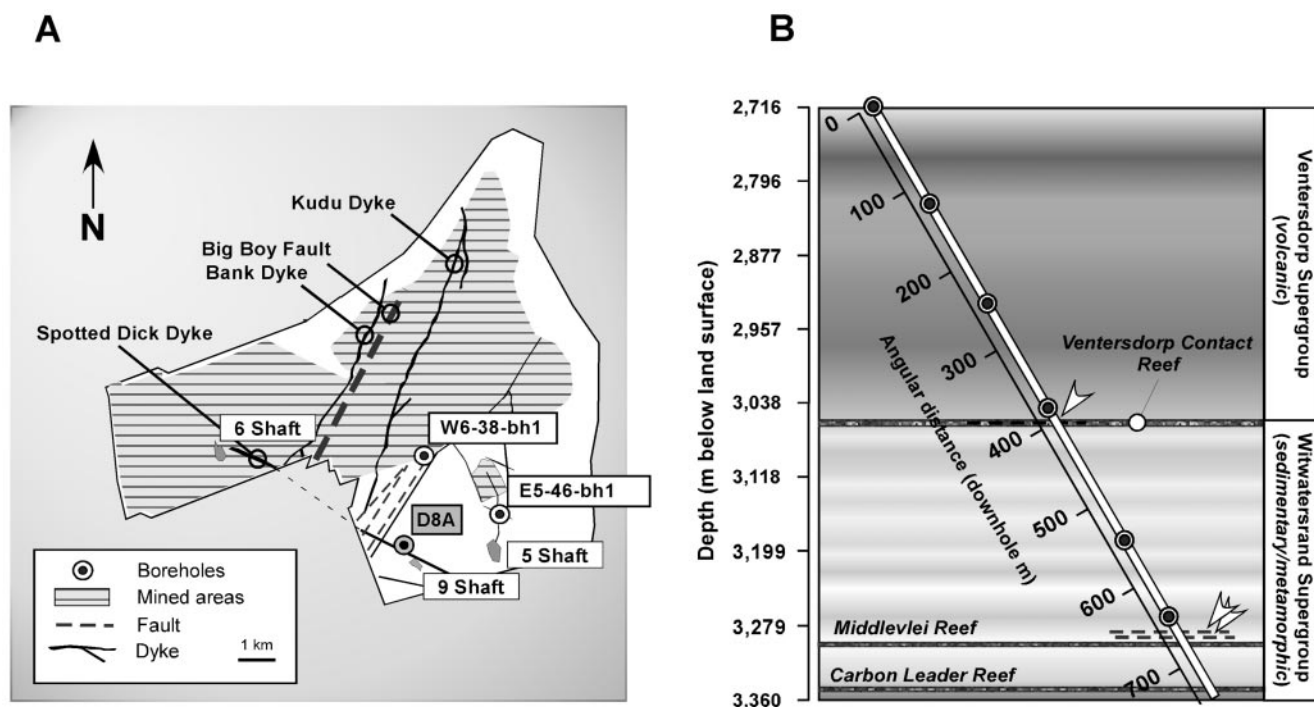 A
N
Kudu Dyke
Big Boy Fault
Bank Dyke
Spotted Dick Dyke
6 Shaft
W6-38-bh1
E5-46-bh1
D8A
5 Shaft
9 Shaft
Boreholes
Mined areas
Fault
Dyke
1 km
B
Depth (m below land surface)
2,716
2,796
2,877
2,957
3,038
3,118
3,199
3,279
3.360
0
100
200
300
400
500
600
700
Angular distance (downhole m)
Ventersdorp Contact
Reef
Middlevlei Reef
Carbon Leader Reef
Ventersdorp Supergroup
(volcanic)
Witwatersrand Supergroup
(sedimentary/metamorphic)